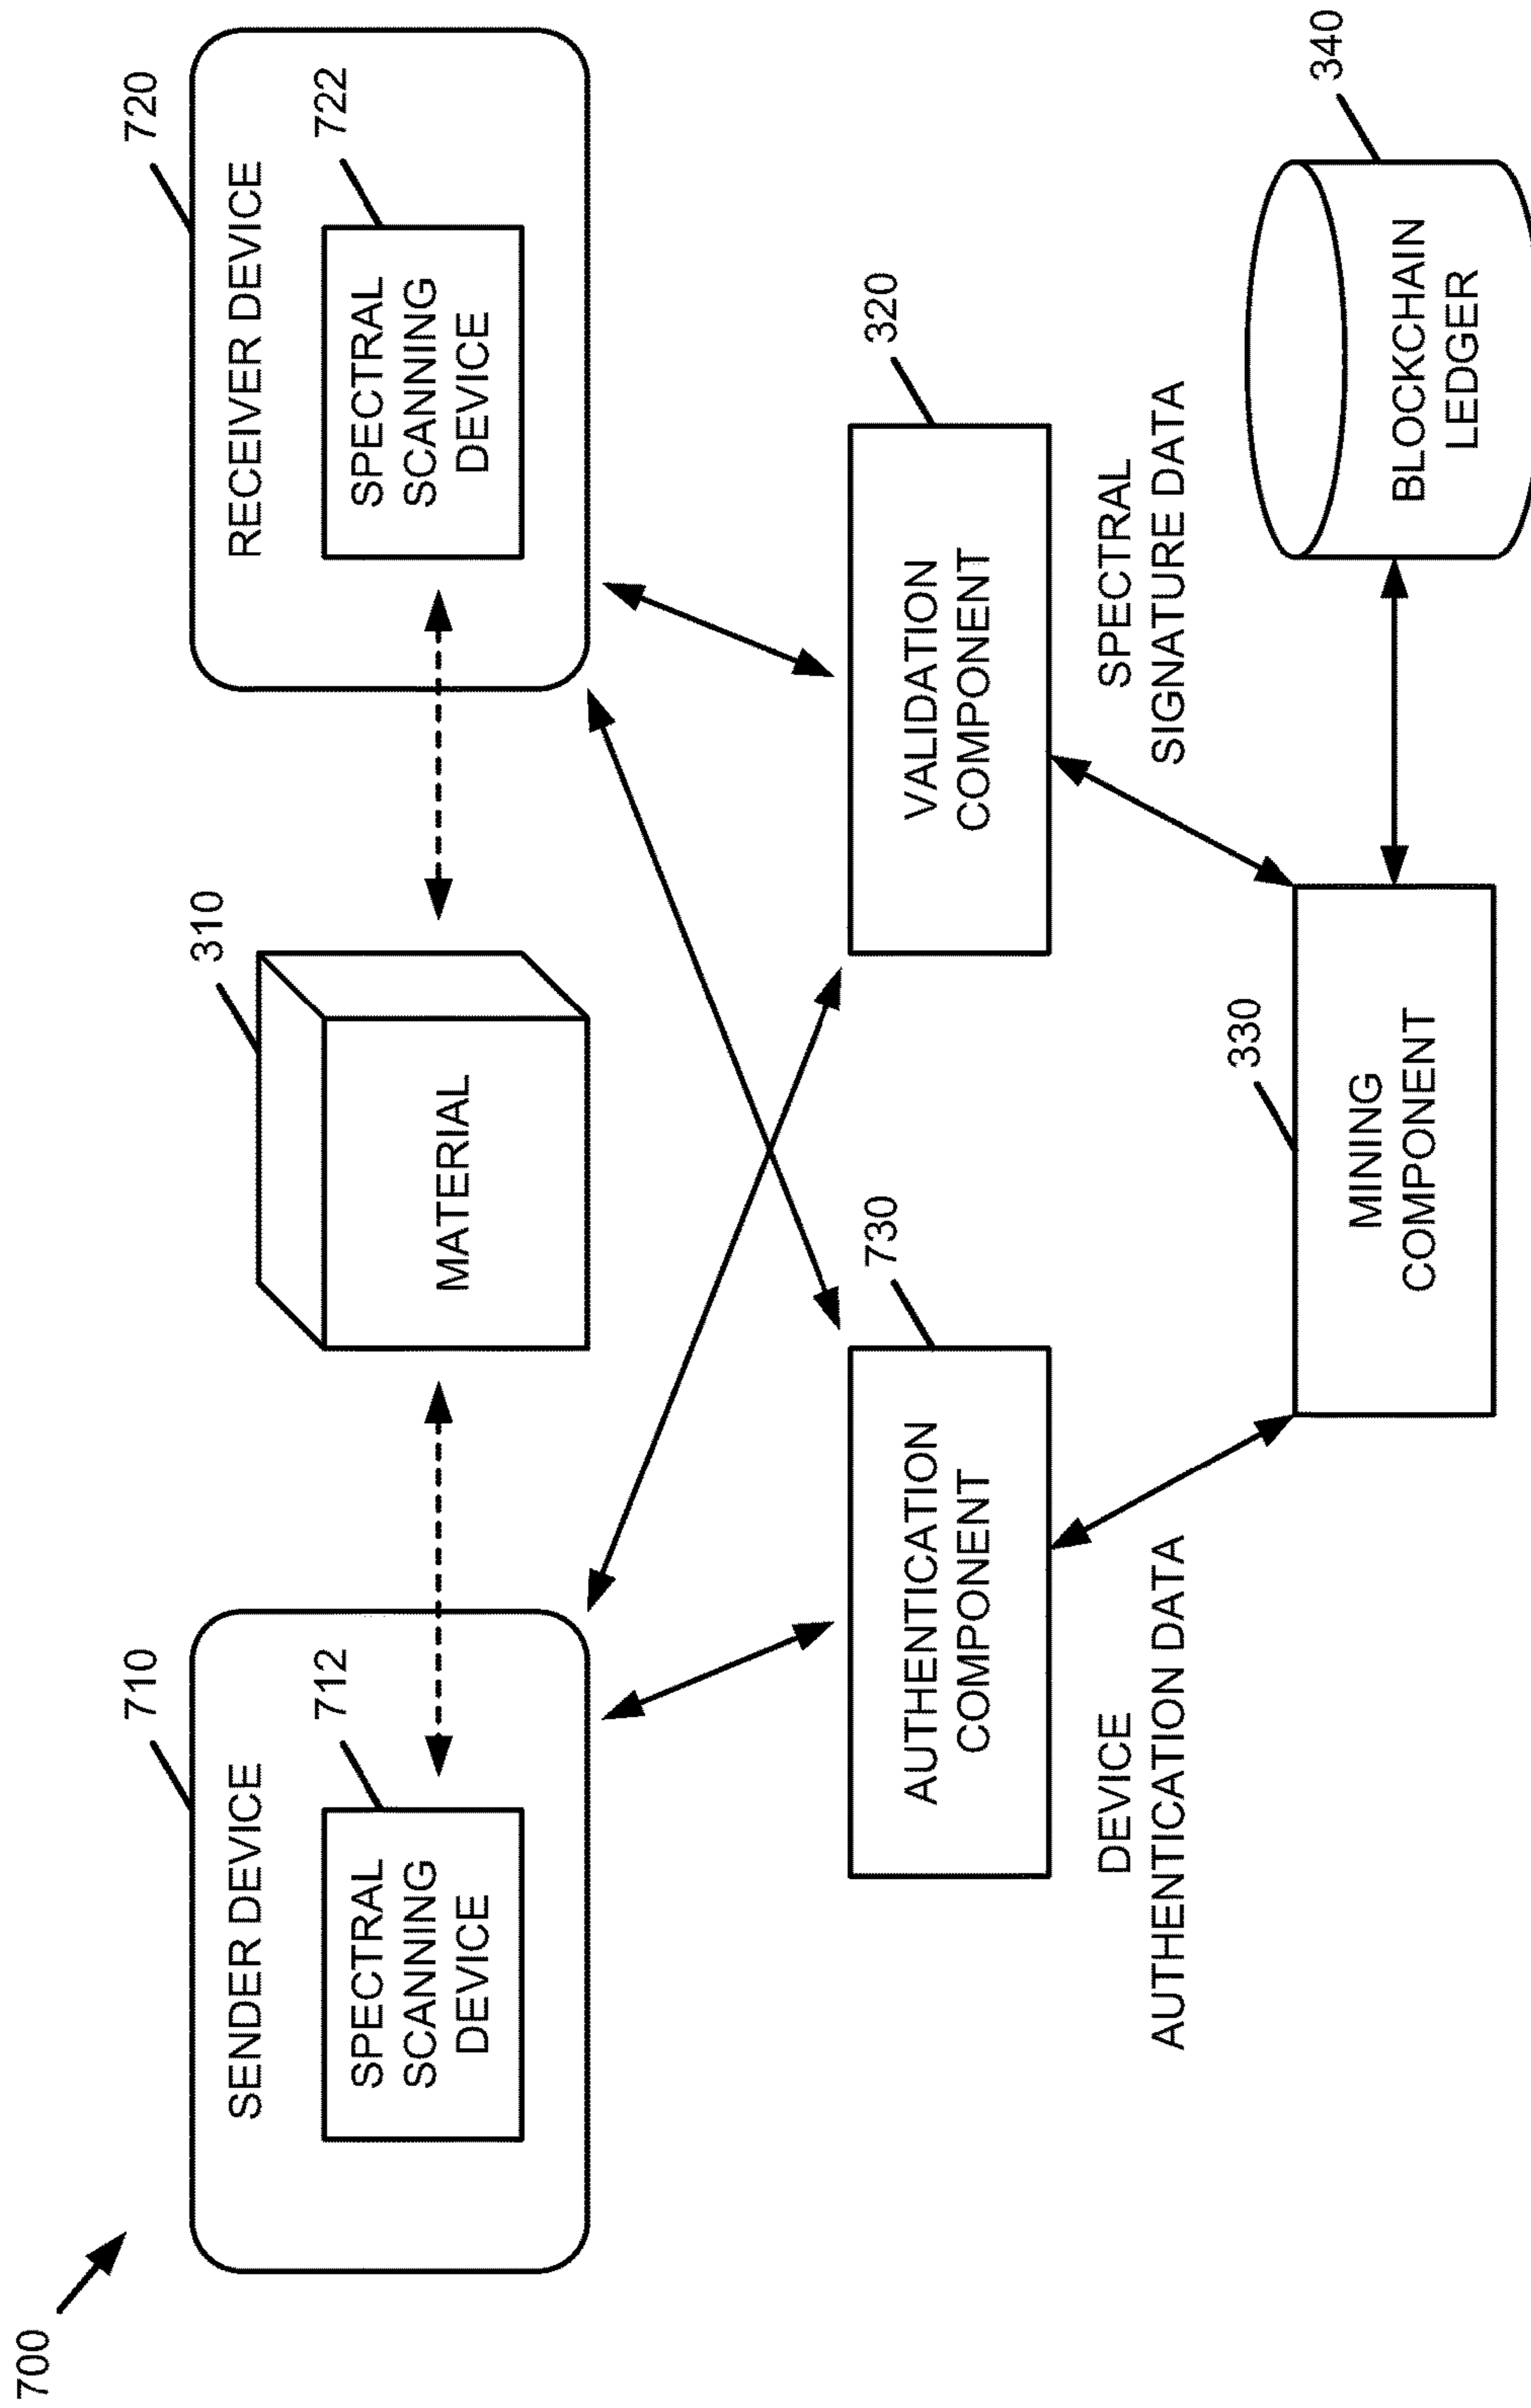 700
710
SENDER DEVICE
712
SPECTRAL
SCANNING
DEVICE
310
MATERIAL
720
RECEIVER DEVICE
722
SPECTRAL
SCANNING
DEVICE
730
AUTHENTICATION
COMPONENT
320
VALIDATION
COMPONENT
DEVICE
AUTHENTICATION DATA
SPECTRAL
SIGNATURE DATA
330
MINING
COMPONENT
340
BLOCKCHAIN
LEDGER